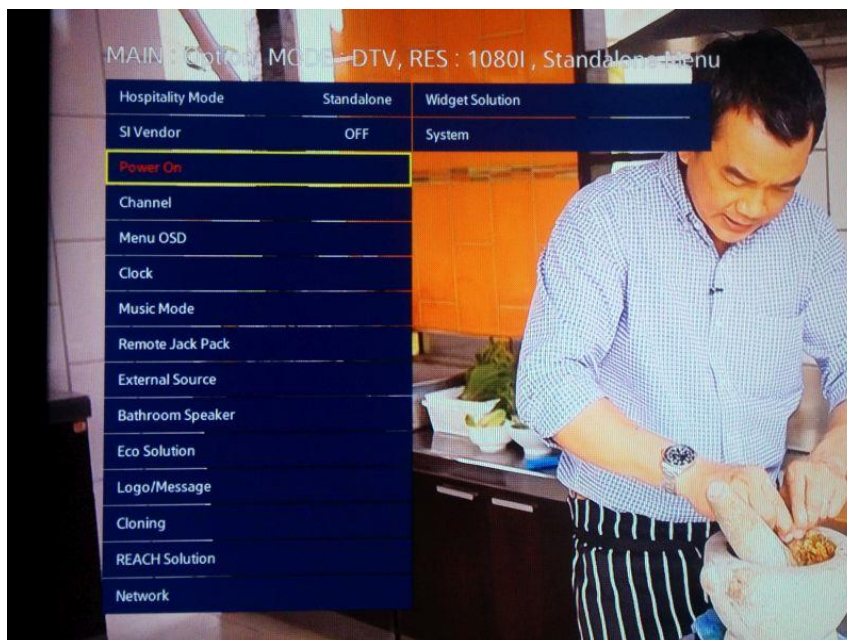 MAIN : Option, MODE : DTV, RES : 1080I , Standalone Menu
Hospitality Mode Standalone
SI Vendor OFF
Power On
Channel
Menu OSD
Clock
Music Mode
Remote Jack Pack
External Source
Bathroom Speaker
Eco Solution
Logo/Message
Cloning
REACH Solution
Network
Widget Solution
System